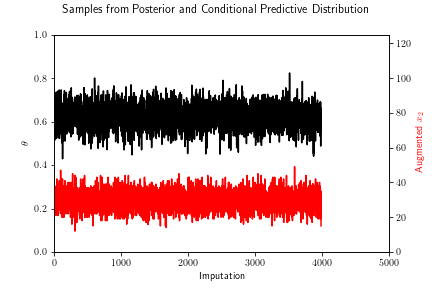 Samples from Posterior and Conditional Predictive Distribution
1.0
0.8
0.6
0.4
0.2
0.0
θ
120
100
80
60
40
20
0
Augmented x₂
0 1000 2000 3000 4000 5000
Imputation